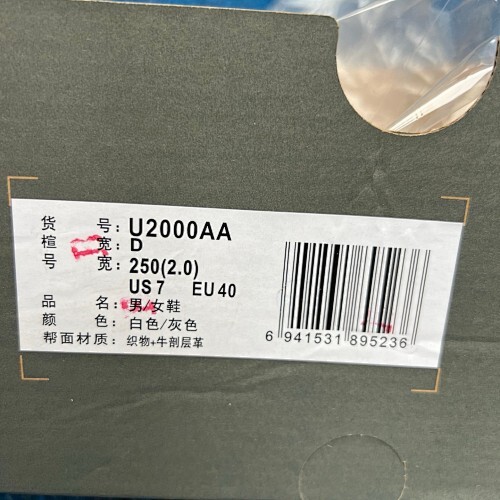 货 号: U2000AA
楦 宽: D
号 宽: 250(2.0)
US 7 EU 40
品 名: 男/女鞋
颜 色: 白色/灰色
帮面材质: 织物+牛剖层革
6 941531 895236